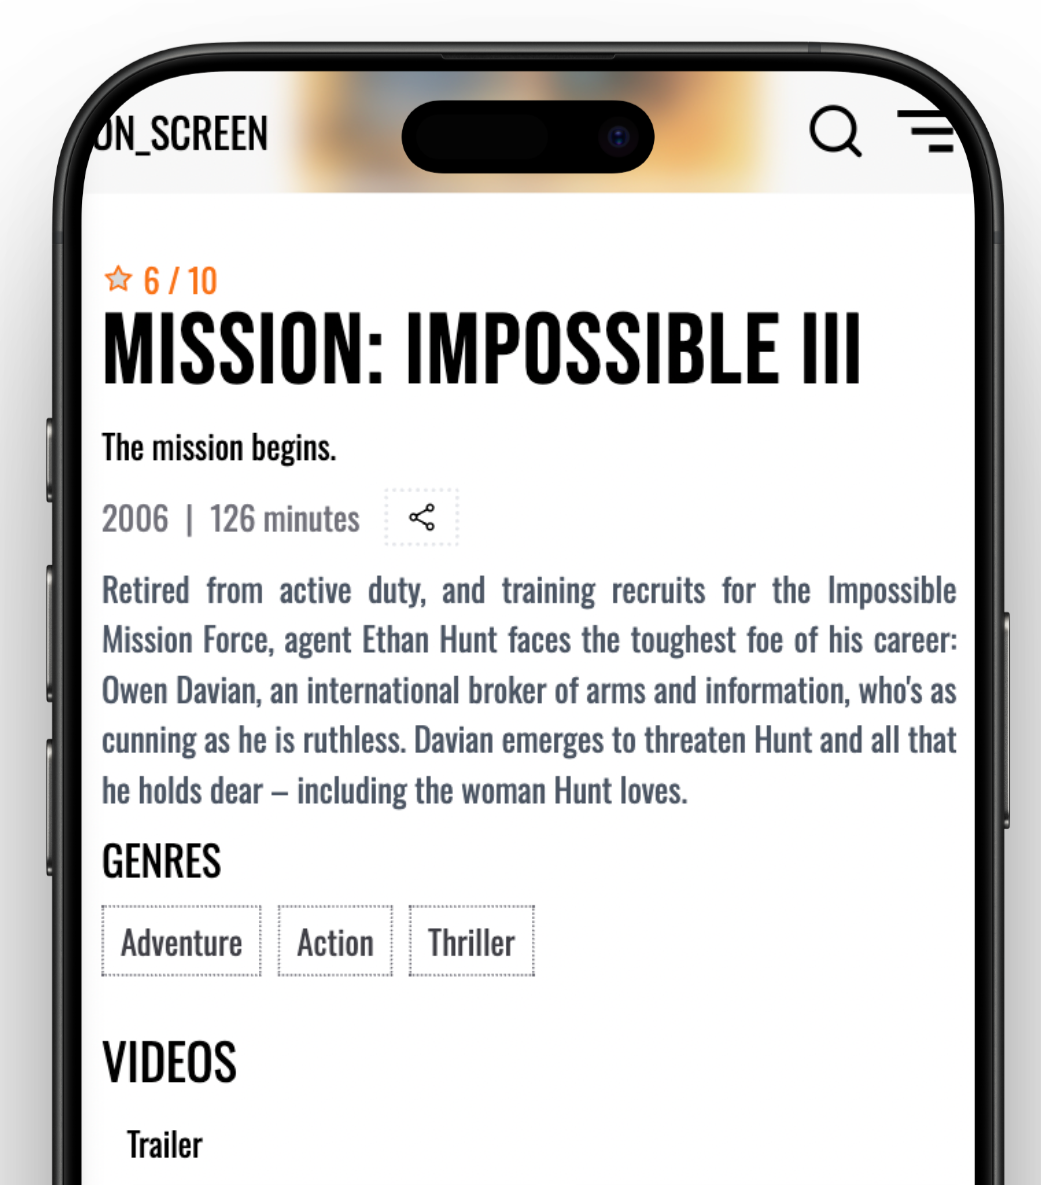 ON_SCREEN
6 / 10
MISSION: IMPOSSIBLE III
The mission begins.
2006 | 126 minutes
Retired from active duty, and training recruits for the Impossible
Mission Force, agent Ethan Hunt faces the toughest foe of his career:
Owen Davian, an international broker of arms and information, who's as
cunning as he is ruthless. Davian emerges to threaten Hunt and all that
he holds dear – including the woman Hunt loves.
GENRES
Adventure Action Thriller
VIDEOS
Trailer